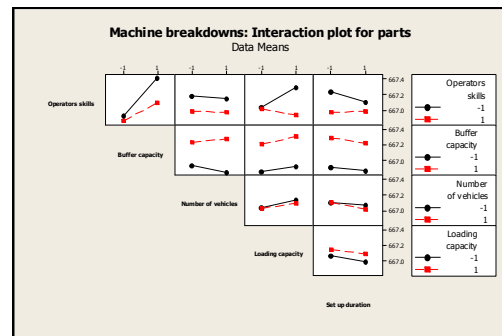 Machine breakdowns: Interaction plot for parts
Data Means
-1 1 -1 1 -1 1 -1 1
Operators skills
667.4
667.2
667.0
Operators
skills
-1
1
Buffer capacity
667.4
667.2
667.0
Buffer
capacity
-1
1
Number of vehicles
667.4
667.2
667.0
Number
of vehicles
-1
1
Loading capacity
667.4
667.2
667.0
Loading
capacity
-1
1
Set up duration